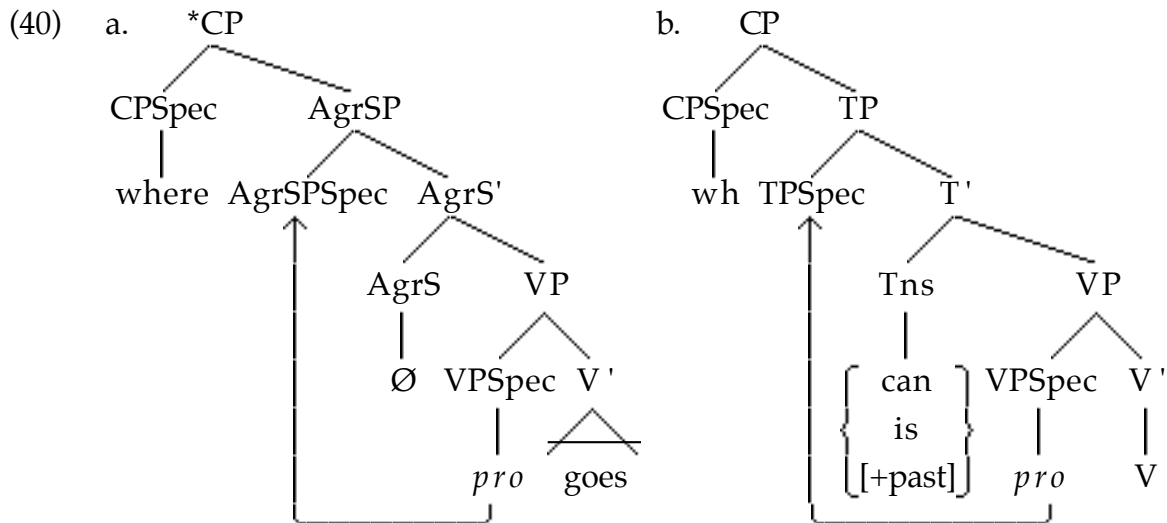 (40) a. *CP b. CP
CPSpec AgrSP CPSpec TP
where AgrSPSpec AgrS' wh TPSpec T'
AgrS VP Tns VP
Ø VPSpec V' can VPSpec V'
is
pro goes [+past] pro V